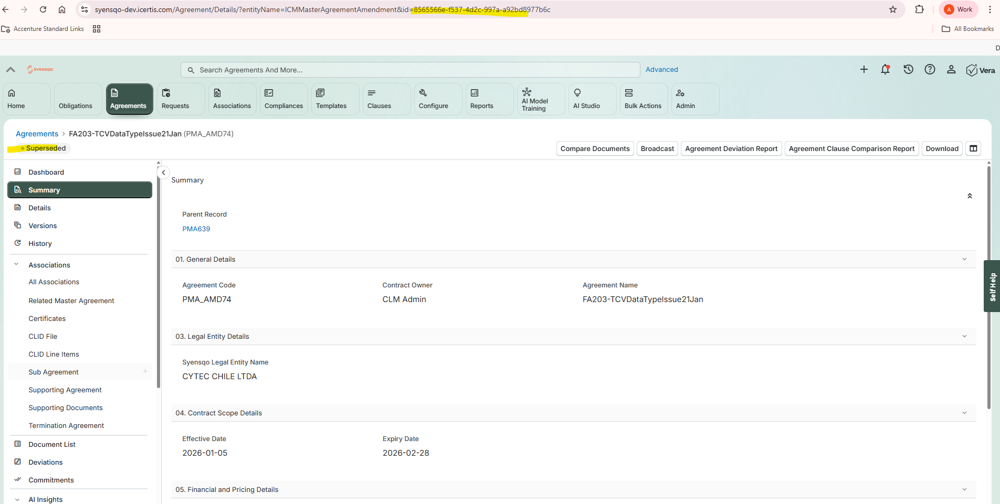 syensqo-dev.icertis.com/Agreement/Details/?entityName=ICMMasterAgreementAmendment&id=8565566e-f537-4d2c-997a-a92bd8977b6c
A Work
Accenture Standard Links
All Bookmarks
D
SYENSQO
Search Agreements And More...
Advanced
Vera
Home
Obligations
Agreements
Requests
Associations
Compliances
Templates
Clauses
Configure
Reports
AI Model
Training
AI Studio
Bulk Actions
Admin
Agreements > FA203-TCVDataTypeIssue21Jan (PMA_AMD74)
Superseded
Compare Documents
Broadcast
Agreement Deviation Report
Agreement Clause Comparison Report
Download
Dashboard
Summary
Details
Versions
History
Associations
All Associations
Related Master Agreement
Certificates
CLID File
CLID Line Items
Sub Agreement
Supporting Agreement
Supporting Documents
Termination Agreement
Document List
Deviations
Commitments
AI Insights
Summary
Parent Record
PMA639
01. General Details
Agreement Code
PMA_AMD74
Contract Owner
CLM Admin
Agreement Name
FA203-TCVDataTypeIssue21Jan
03. Legal Entity Details
Syensqo Legal Entity Name
CYTEC CHILE LTDA
04. Contract Scope Details
Effective Date
2026-01-05
Expiry Date
2026-02-28
05. Financial and Pricing Details
Self Help